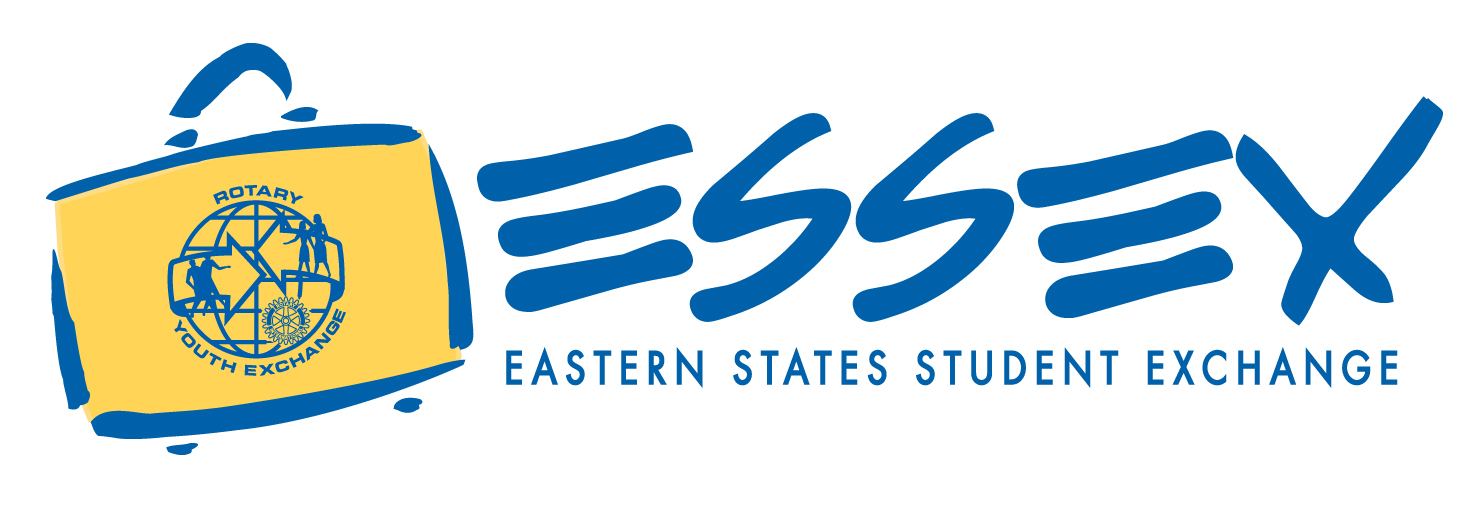 ROTARY
YOUTH EXCHANGE
ESSEX
EASTERN STATES STUDENT EXCHANGE